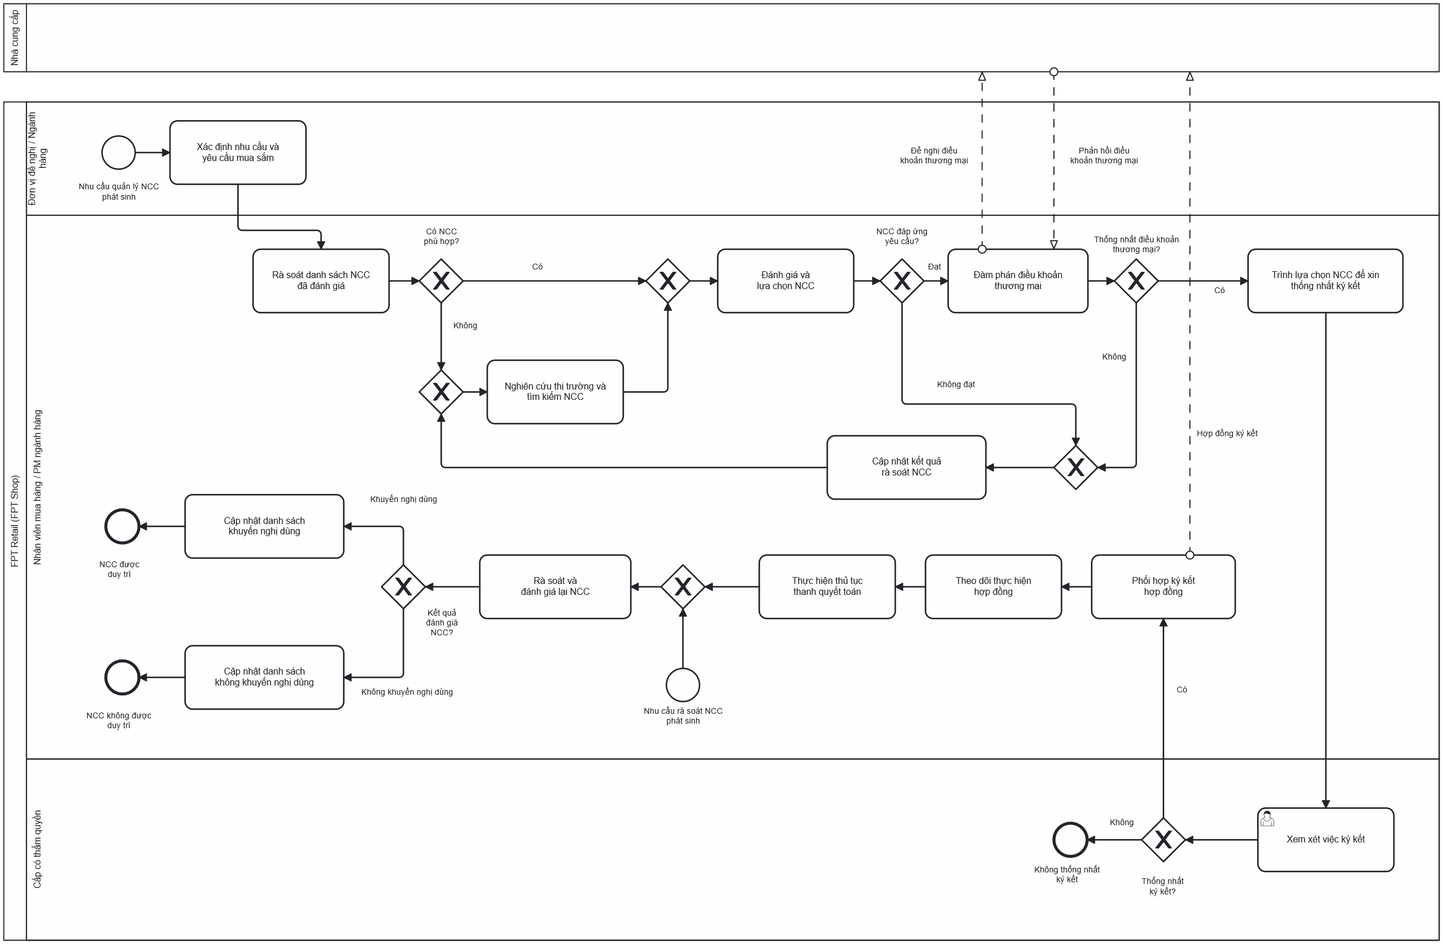 Nhà cung cấp
FPT Retail (FPT Shop)
Đơn vị đề nghị / Ngành
hàng
Nhu cầu quản lý NCC
phát sinh
Xác định nhu cầu và
yêu cầu mua sắm
Đề nghị điều
khoản thương mại
Phản hồi điều
khoản thương mại
Nhân viên mua hàng / PM ngành hàng
Rà soát danh sách NCC
đã đánh giá
Có NCC
phù hợp?
Có
Không
Nghiên cứu thị trường và
tìm kiếm NCC
Đánh giá và
lựa chọn NCC
NCC đáp ứng
yêu cầu?
Đạt
Không đạt
Đàm phán điều khoản
thương mại
Thống nhất điều khoản
thương mại?
Có
Không
Trình lựa chọn NCC để xin
thống nhất ký kết
Cập nhật kết quả
rà soát NCC
Hợp đồng ký kết
Khuyến nghị dùng
Cập nhật danh sách
khuyến nghị dùng
NCC được
duy trì
Kết quả
đánh giá
NCC?
Rà soát và
đánh giá lại NCC
Thực hiện thủ tục
thanh quyết toán
Theo dõi thực hiện
hợp đồng
Phối hợp ký kết
hợp đồng
Cập nhật danh sách
không khuyến nghị dùng
Không khuyến nghị dùng
NCC không được
duy trì
Nhu cầu rà soát NCC
phát sinh
Có
Cấp có thẩm quyền
Không
Không thống nhất
ký kết
Thống nhất
ký kết?
Xem xét việc ký kết